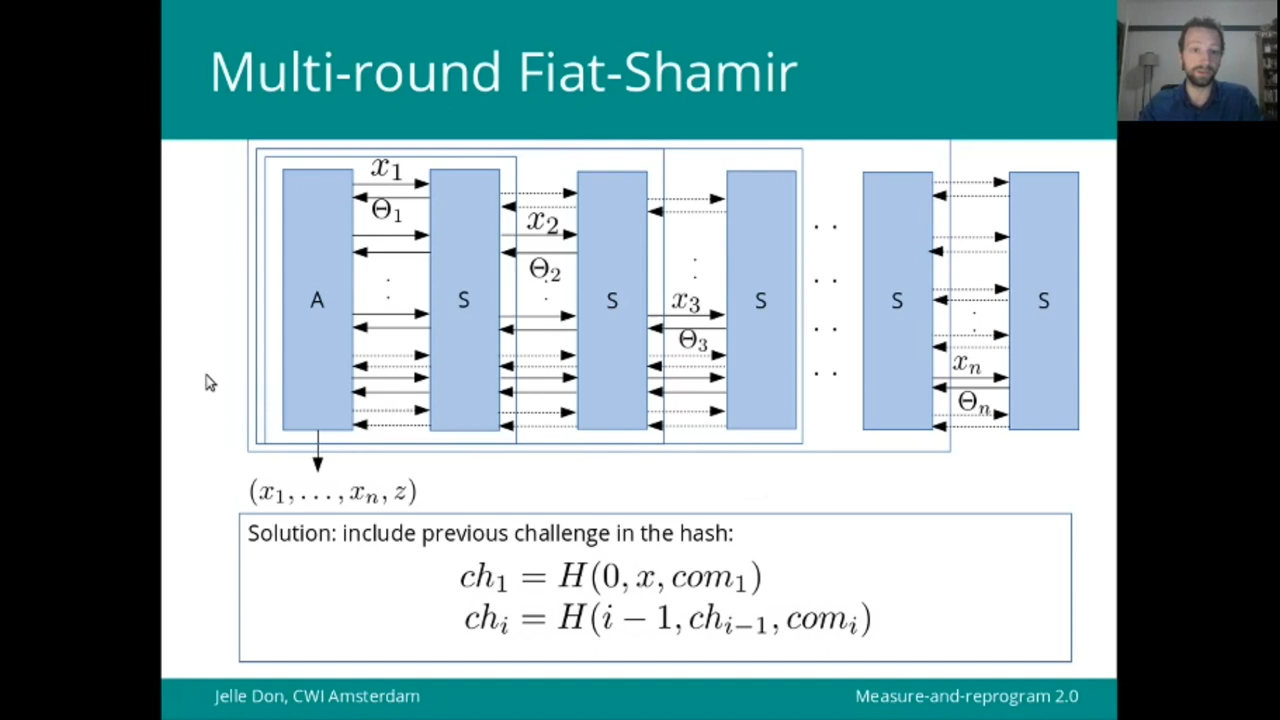 Multi-round Fiat-Shamir
x₁
Θ₁
x₂
Θ₂
x₃
Θ₃
xₙ
Θₙ
A S S S S S
(x₁, . . . , xₙ, z)
Solution: include previous challenge in the hash:
ch₁ = H(0, x, com₁)
chᵢ = H(i − 1, chᵢ₋₁, comᵢ)
Jelle Don, CWI Amsterdam
Measure-and-reprogram 2.0